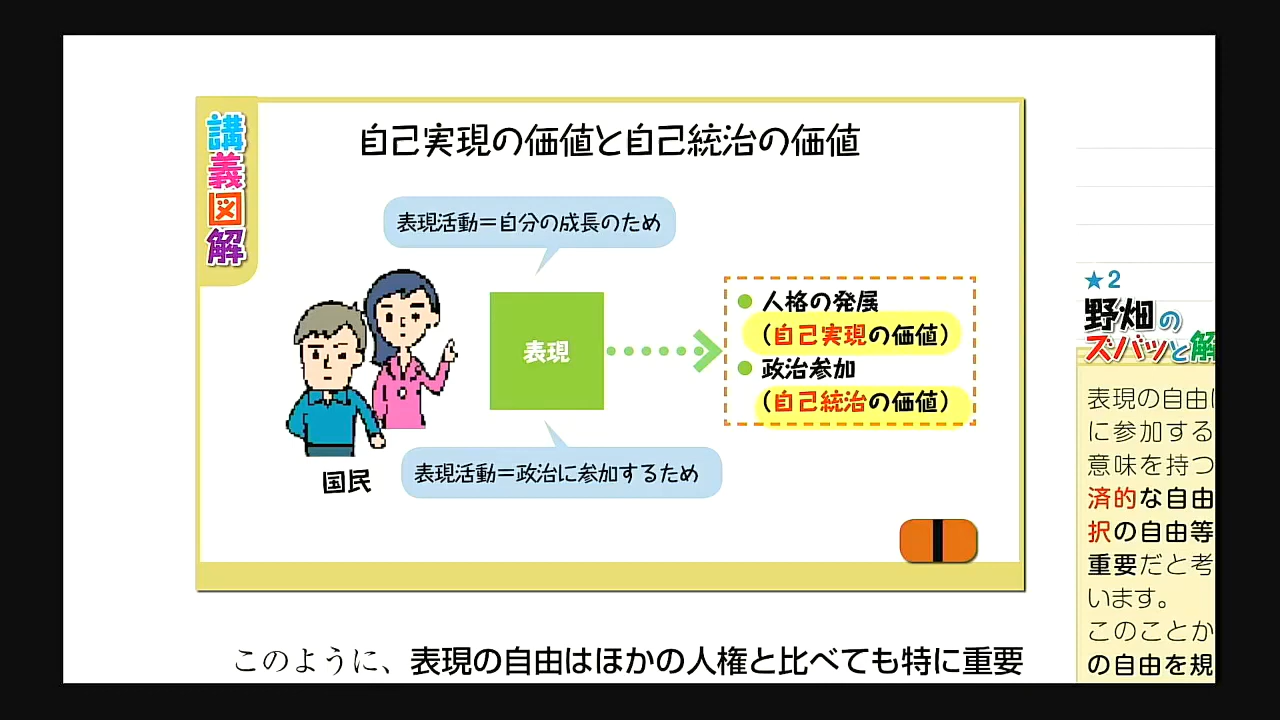 講義図解
自己実現の価値と自己統治の価値
表現活動＝自分の成長のため
表現
●人格の発展
（自己実現の価値）
●政治参加
（自己統治の価値）
表現活動＝政治に参加するため
国民
このように、表現の自由はほかの人権と比べても特に重要
★2
野畑の
ズバッと解
表現の自由は
に参加する
意味を持つ
済的な自由
択の自由等
重要だと考
います。
このことか
の自由を規